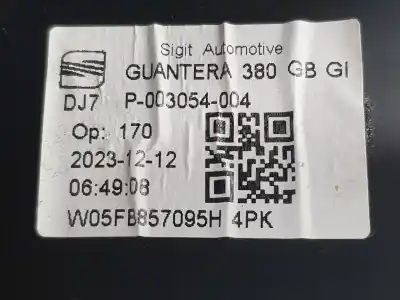 Sigit Automotive
GUANTERA 380 GB GI
DJ7 P-003054-004
Op: 170
2023-12-12
06:49:08
W05FB857095H 4PK